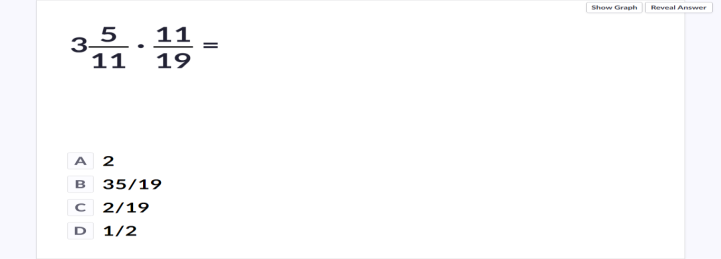 Show Graph Reveal Answer
3 5/11 · 11/19 =
A 2
B 35/19
C 2/19
D 1/2